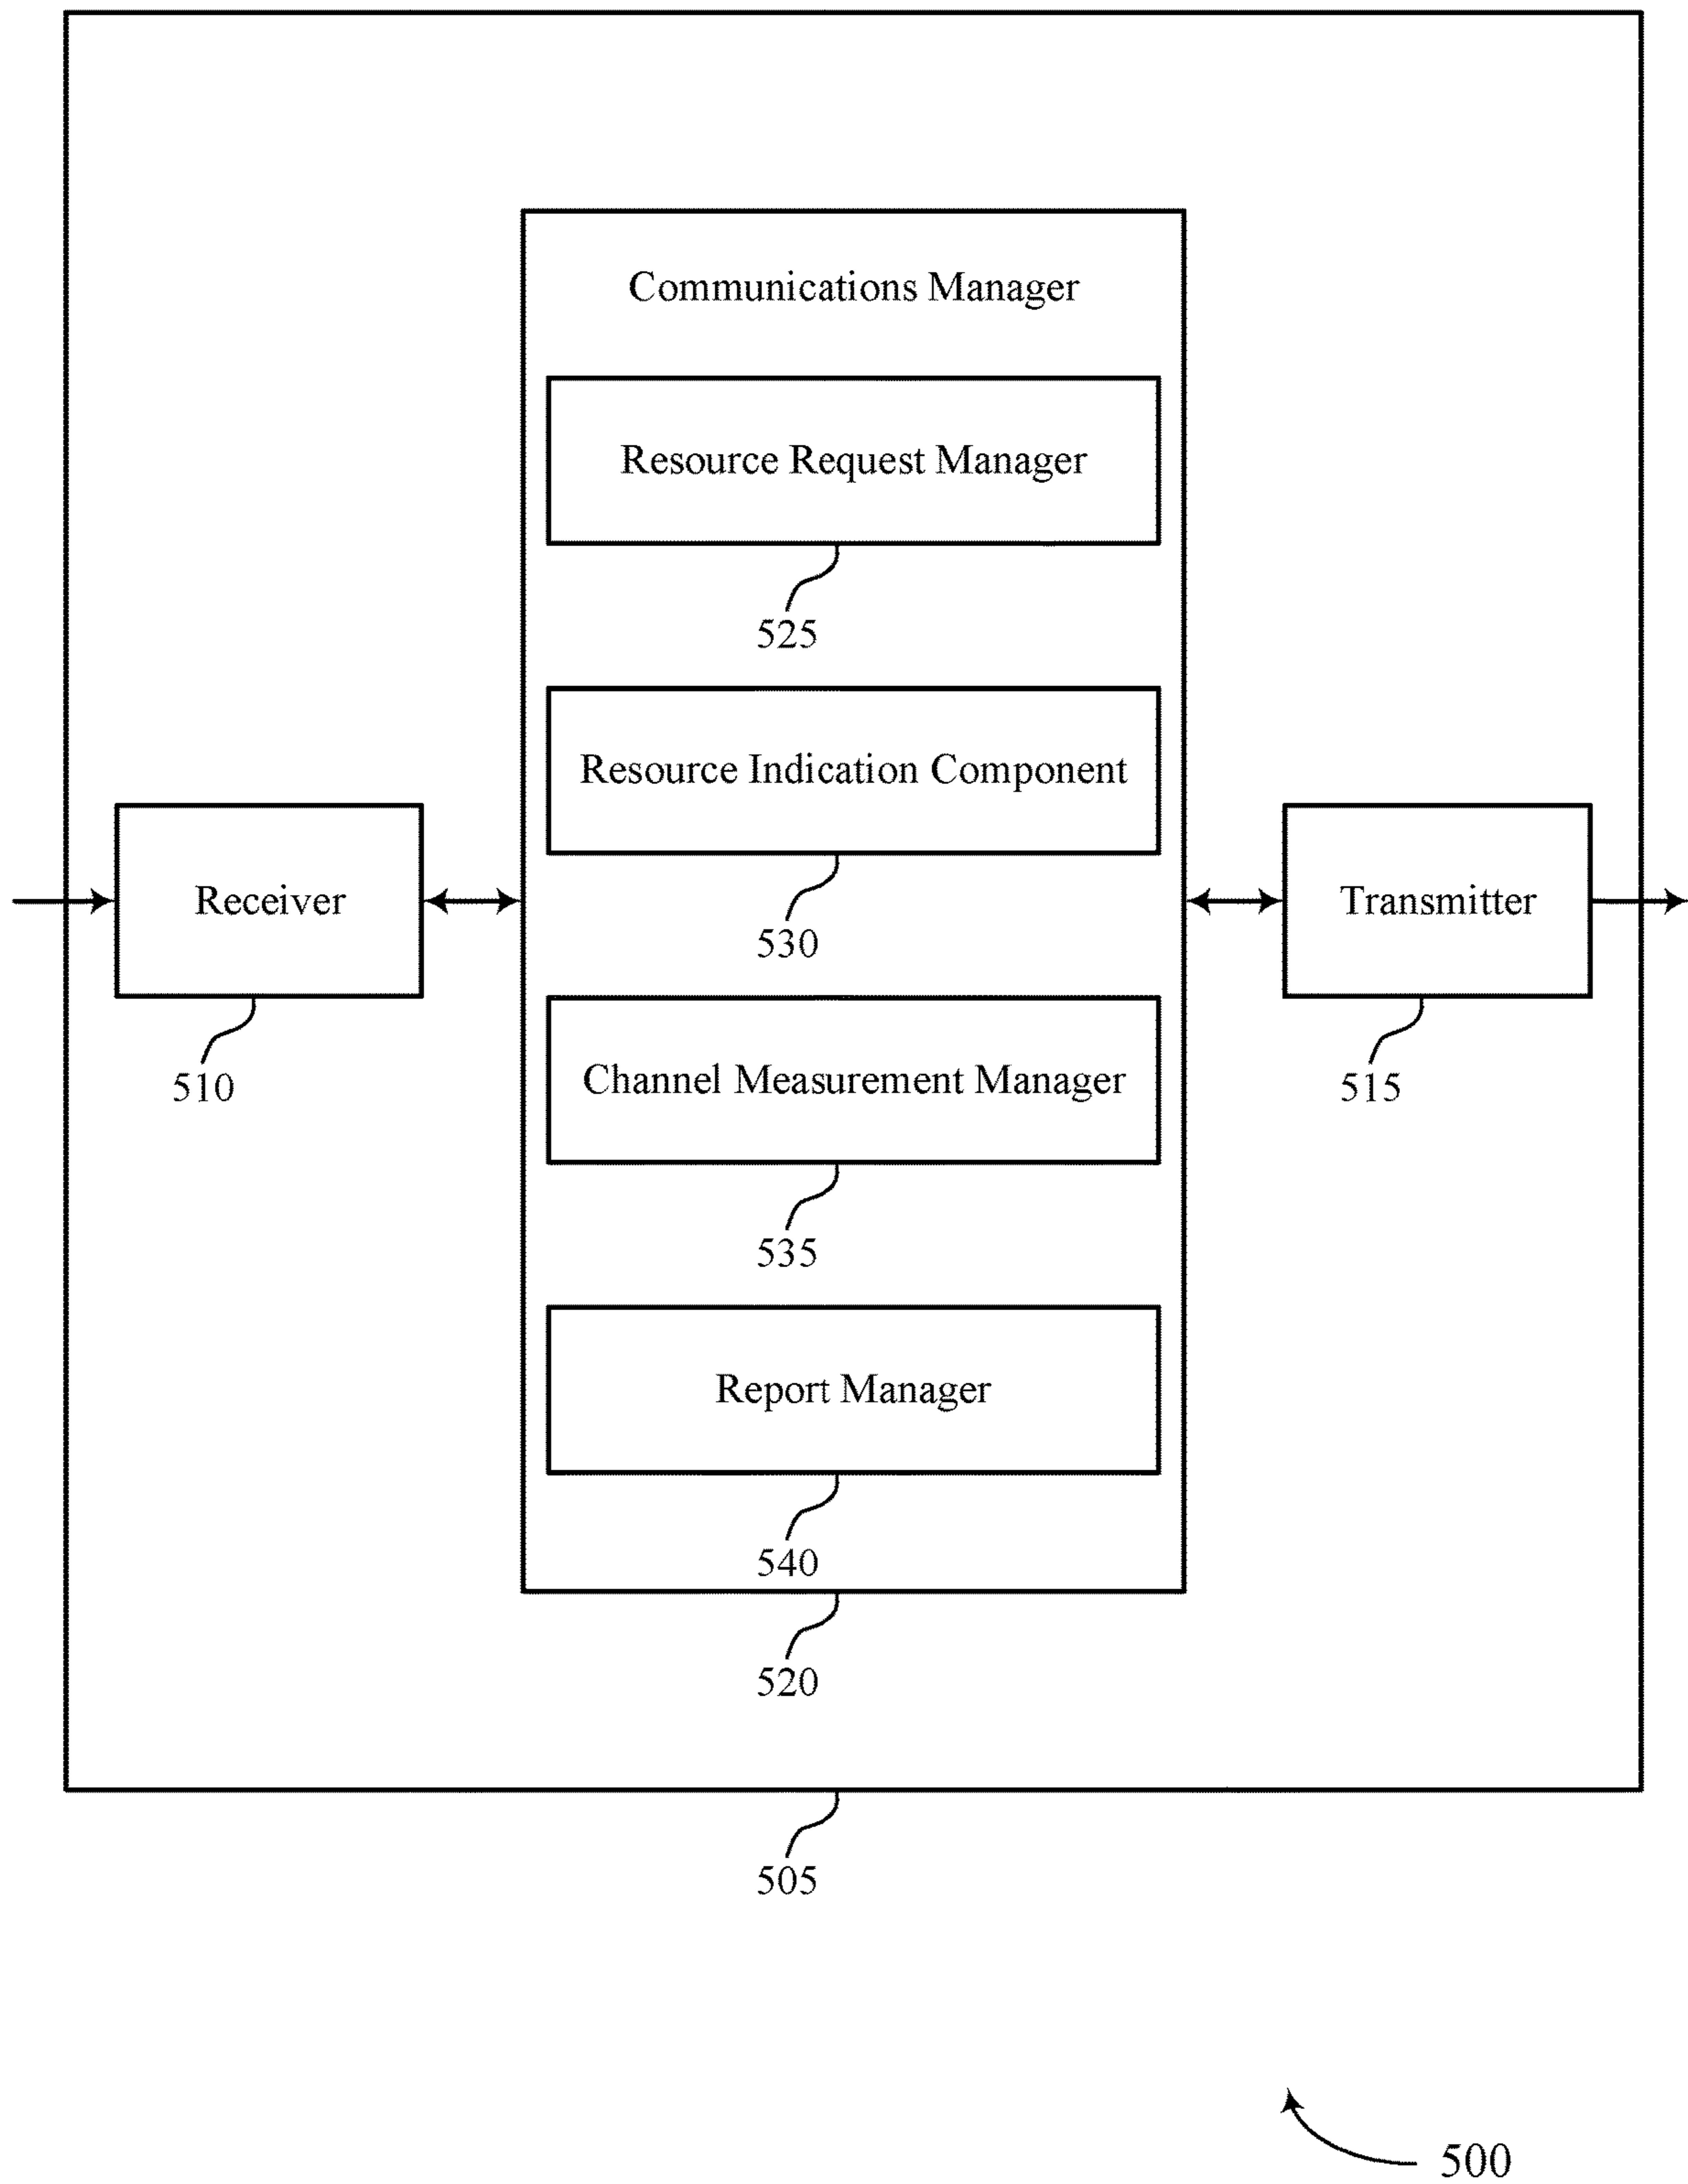 Communications Manager
Resource Request Manager
525
Resource Indication Component
530
Receiver
510
Transmitter
515
Channel Measurement Manager
535
Report Manager
540
520
505
500